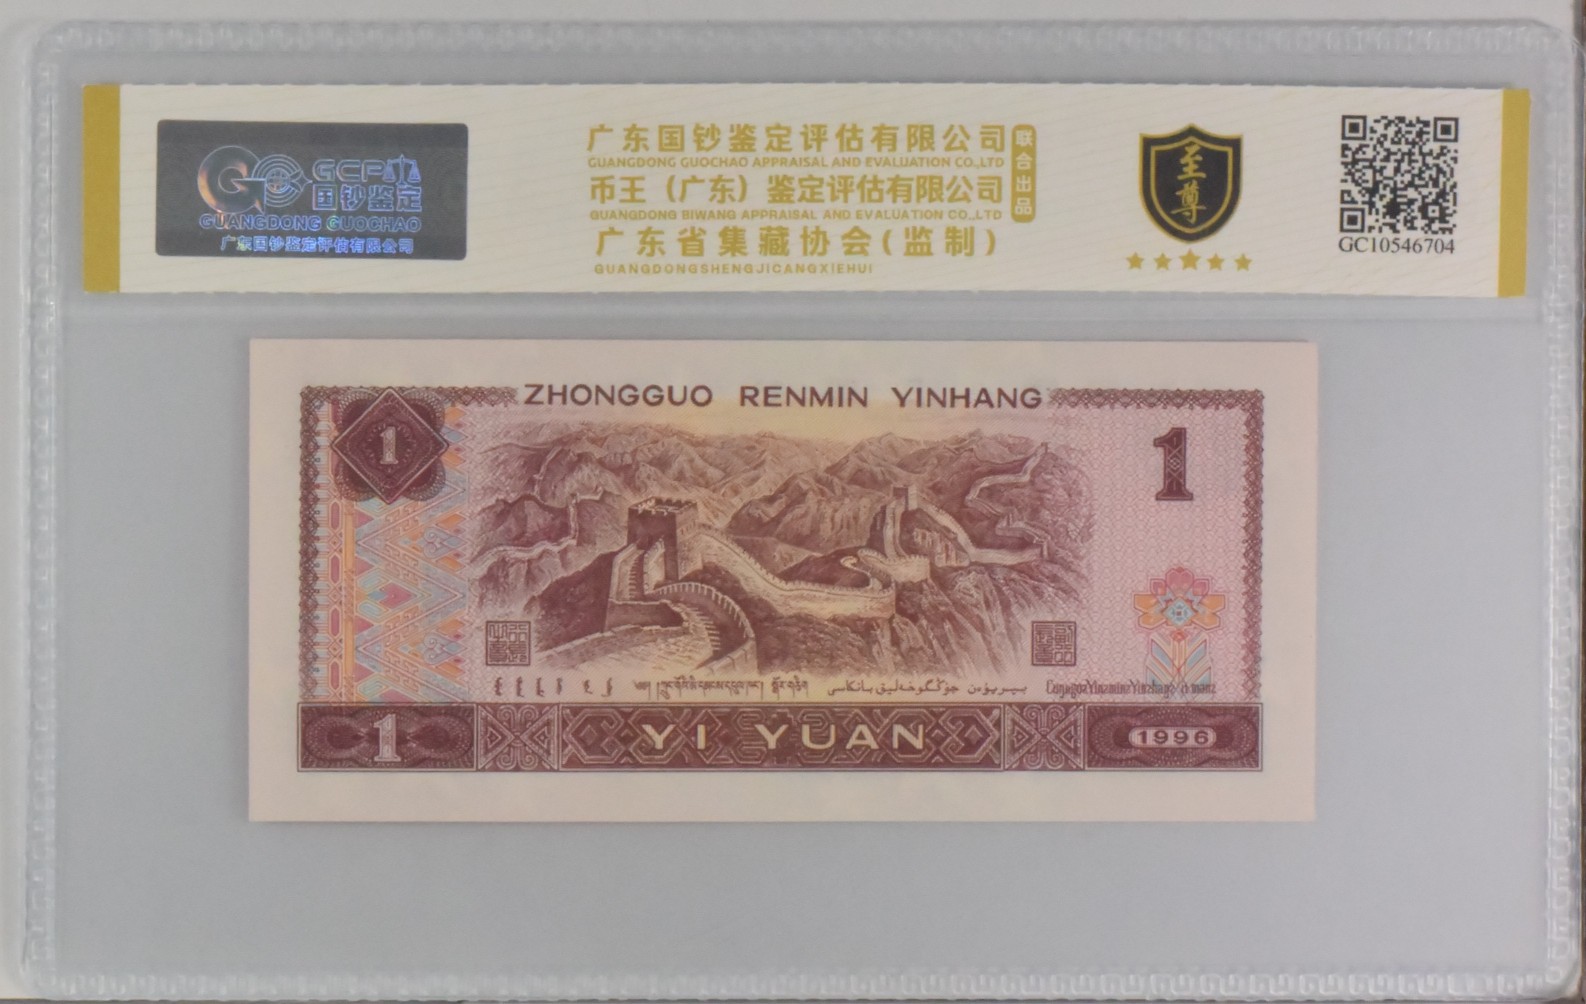 GCP
国钞鉴定
GUANGDONG GUOCHAO
广东国钞鉴定评估有限公司
广东国钞鉴定评估有限公司
GUANGDONG GUOCHAO APPRAISAL AND EVALUATION CO.,LTD
币王（广东）鉴定评估有限公司
GUANGDONG BIWANG APPRAISAL AND EVALUATION CO.,LTD
广东省集藏协会(监制)
GUANGDONGSHENGJICANGXIEHUI
联合出品
至尊
GC10546704
ZHONGGUO RENMIN YINHANG
1
1
1
YI YUAN
1996